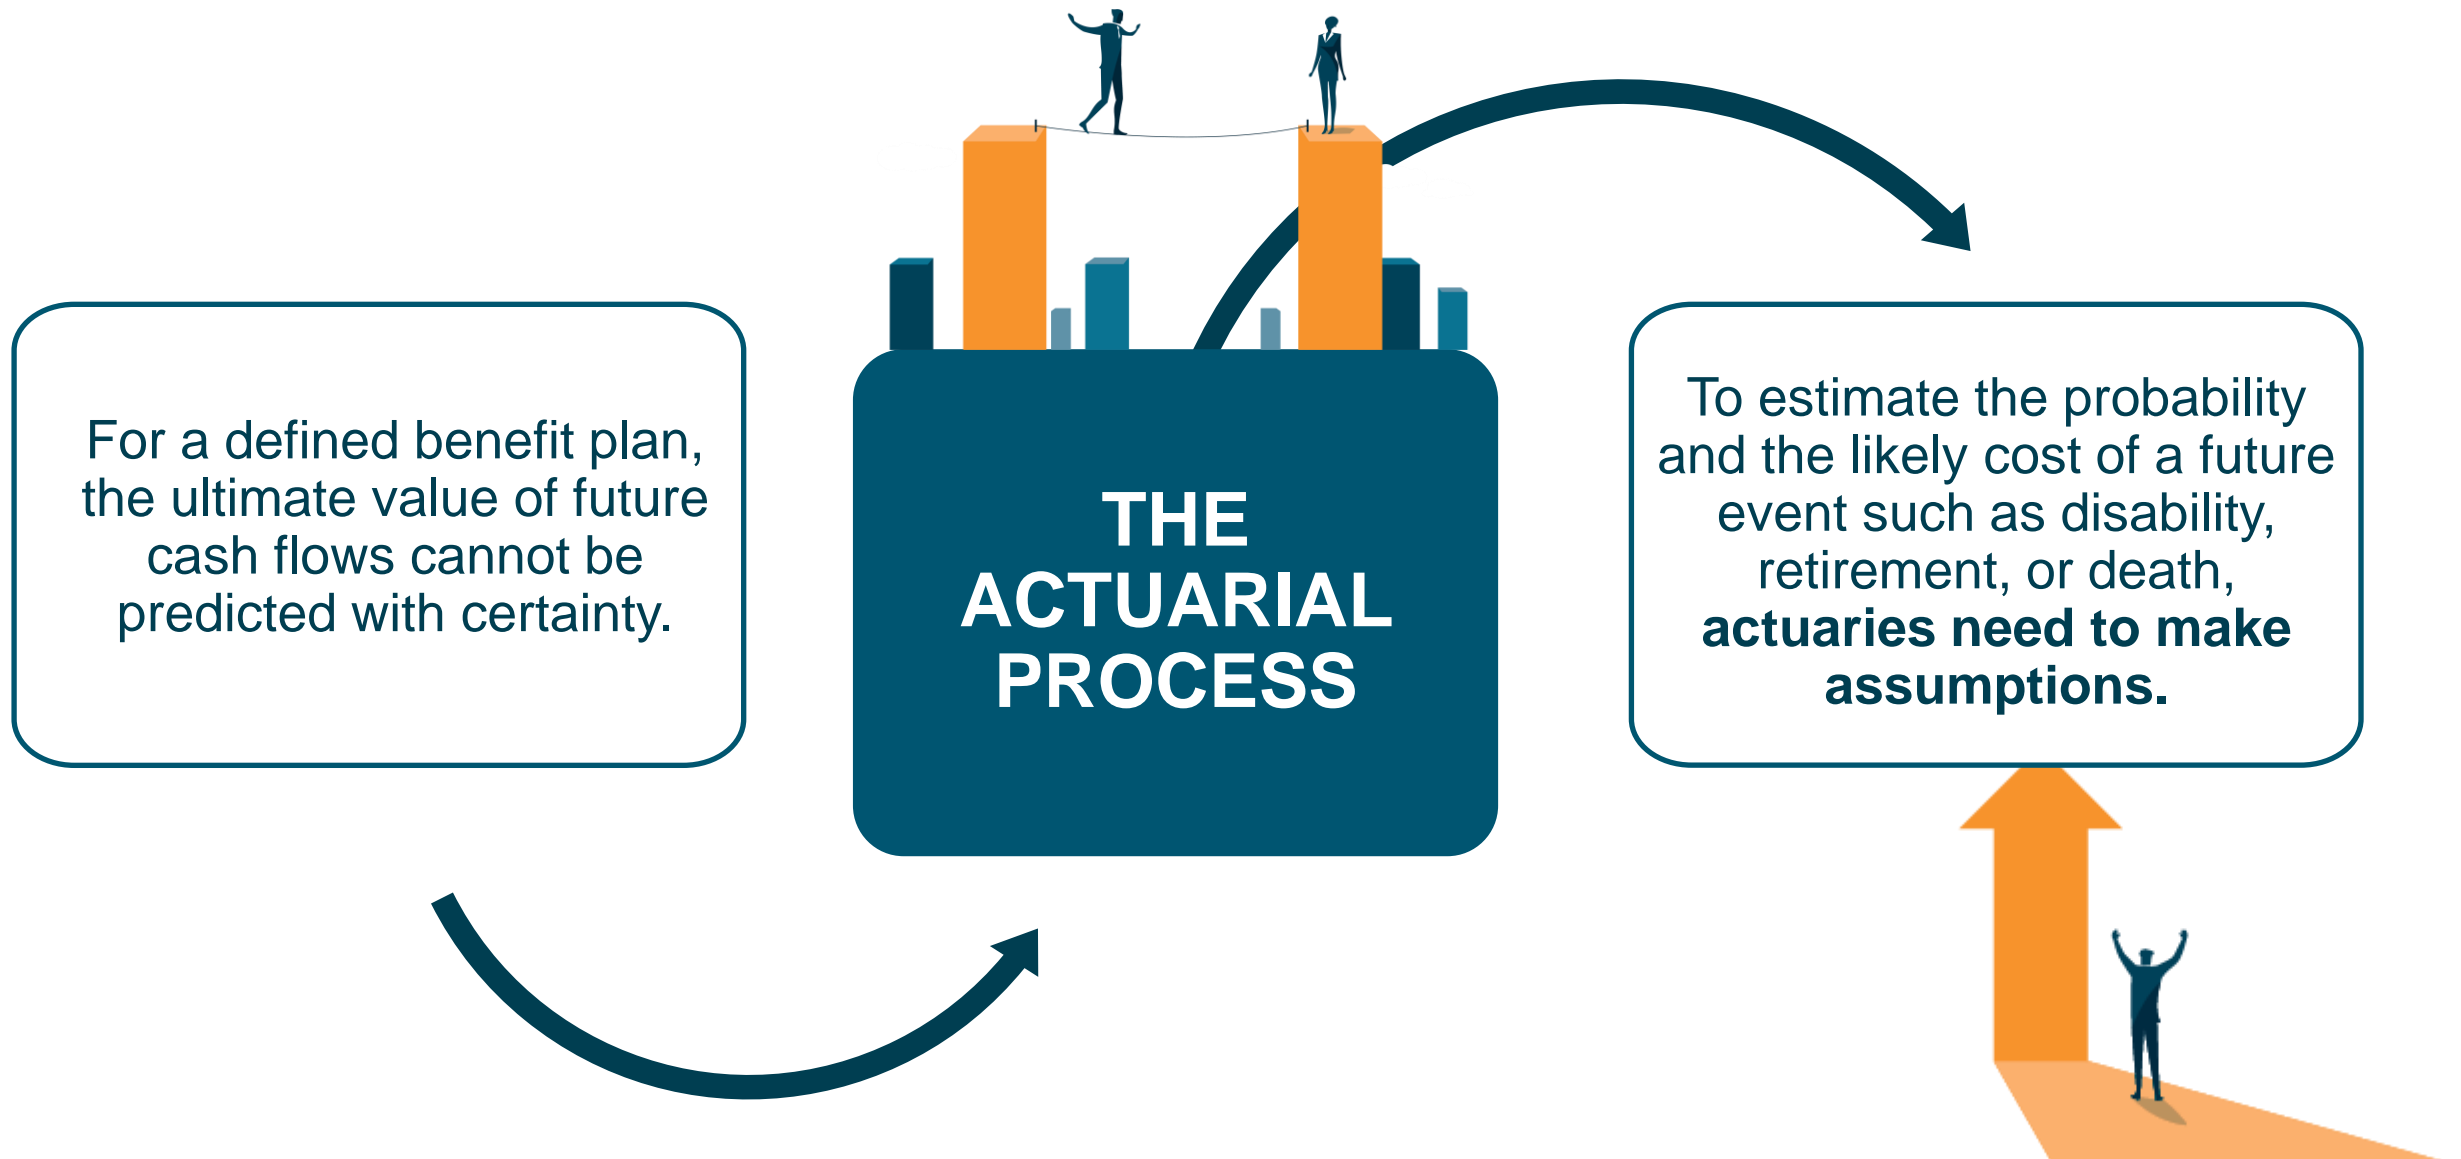 For a defined benefit plan,
the ultimate value of future
cash flows cannot be
predicted with certainty.
THE
ACTUARIAL
PROCESS
To estimate the probability
and the likely cost of a future
event such as disability,
retirement, or death,
actuaries need to make
assumptions.